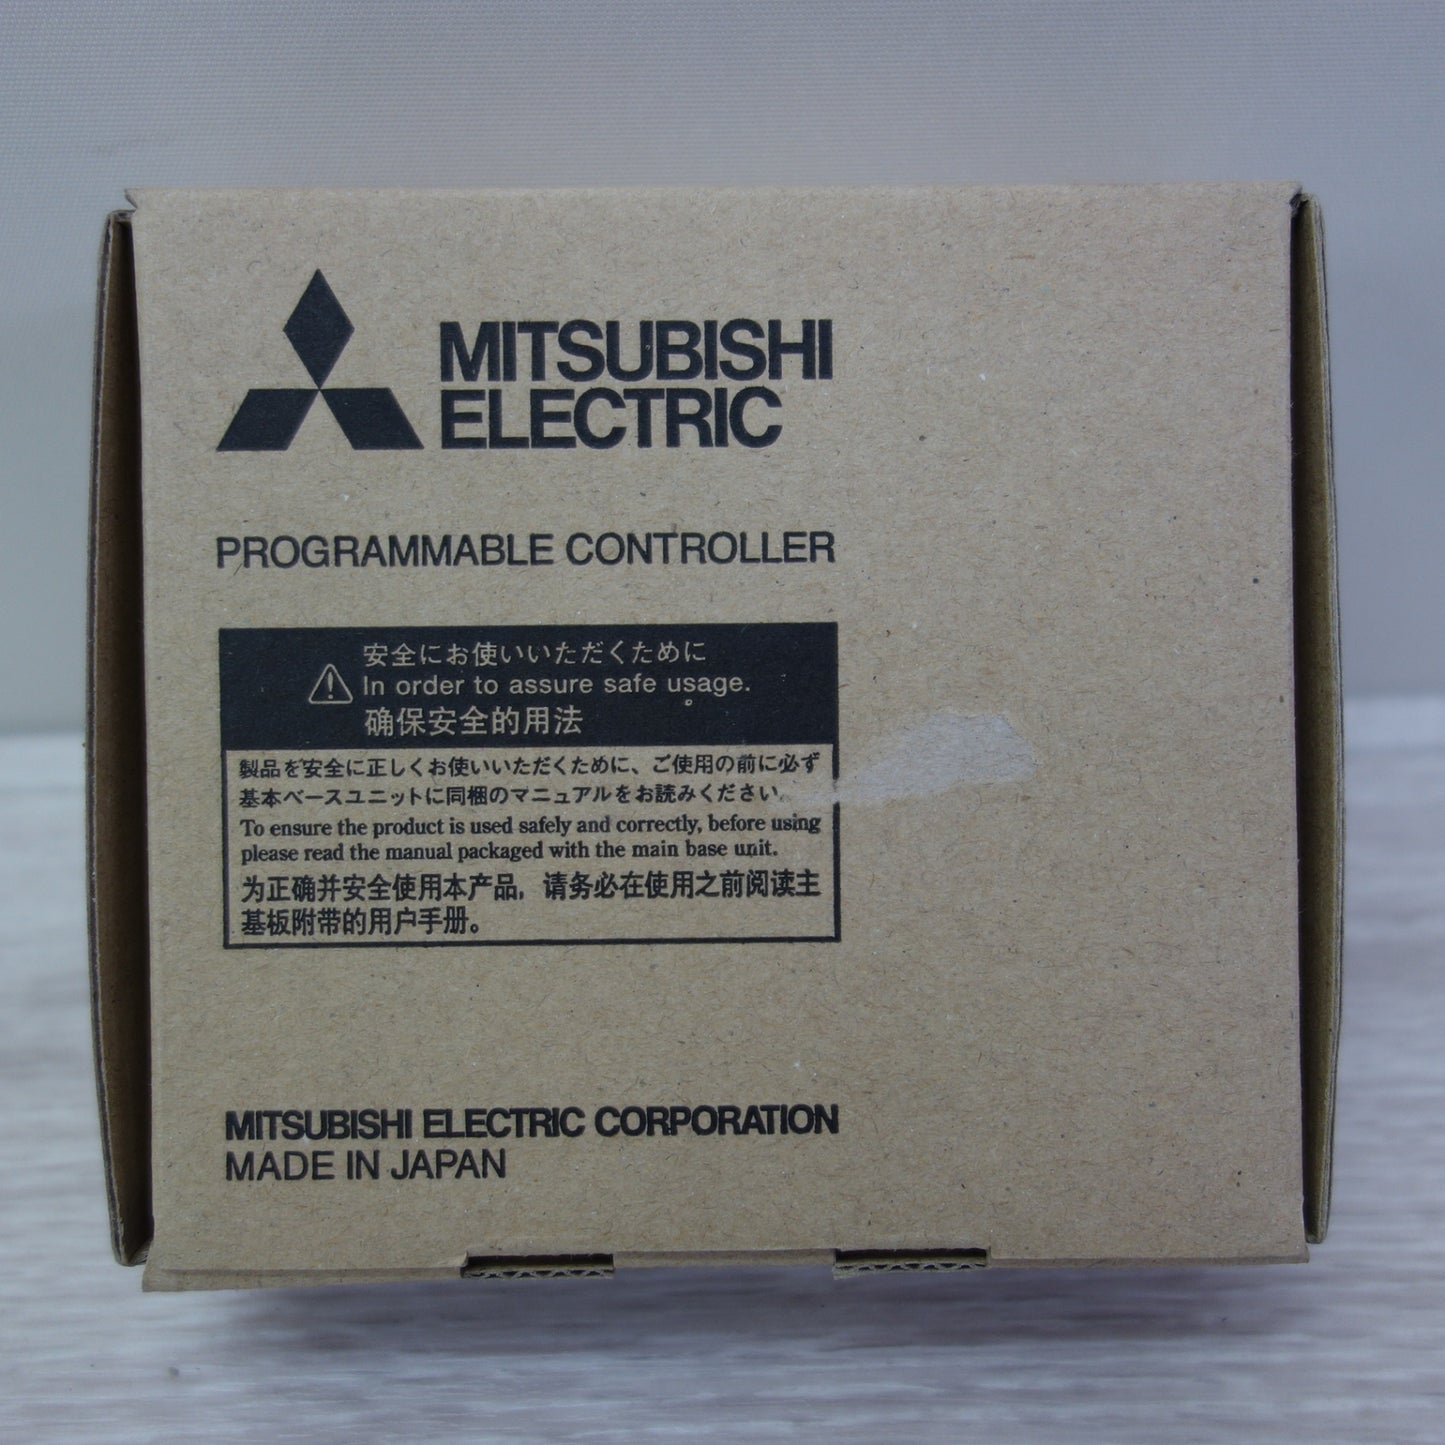 MITSUBISHI
ELECTRIC
PROGRAMMABLE CONTROLLER
安全にお使いいただくために
In order to assure safe usage.
确保安全的用法
製品を安全に正しくお使いいただくために、ご使用の前に必ず
基本ベースユニットに同梱のマニュアルをお読みください。
To ensure the product is used safely and correctly, before using
please read the manual packaged with the main base unit.
为正确并安全使用本产品，请务必在使用之前阅读主
基板附带的用户手册。
MITSUBISHI ELECTRIC CORPORATION
MADE IN JAPAN